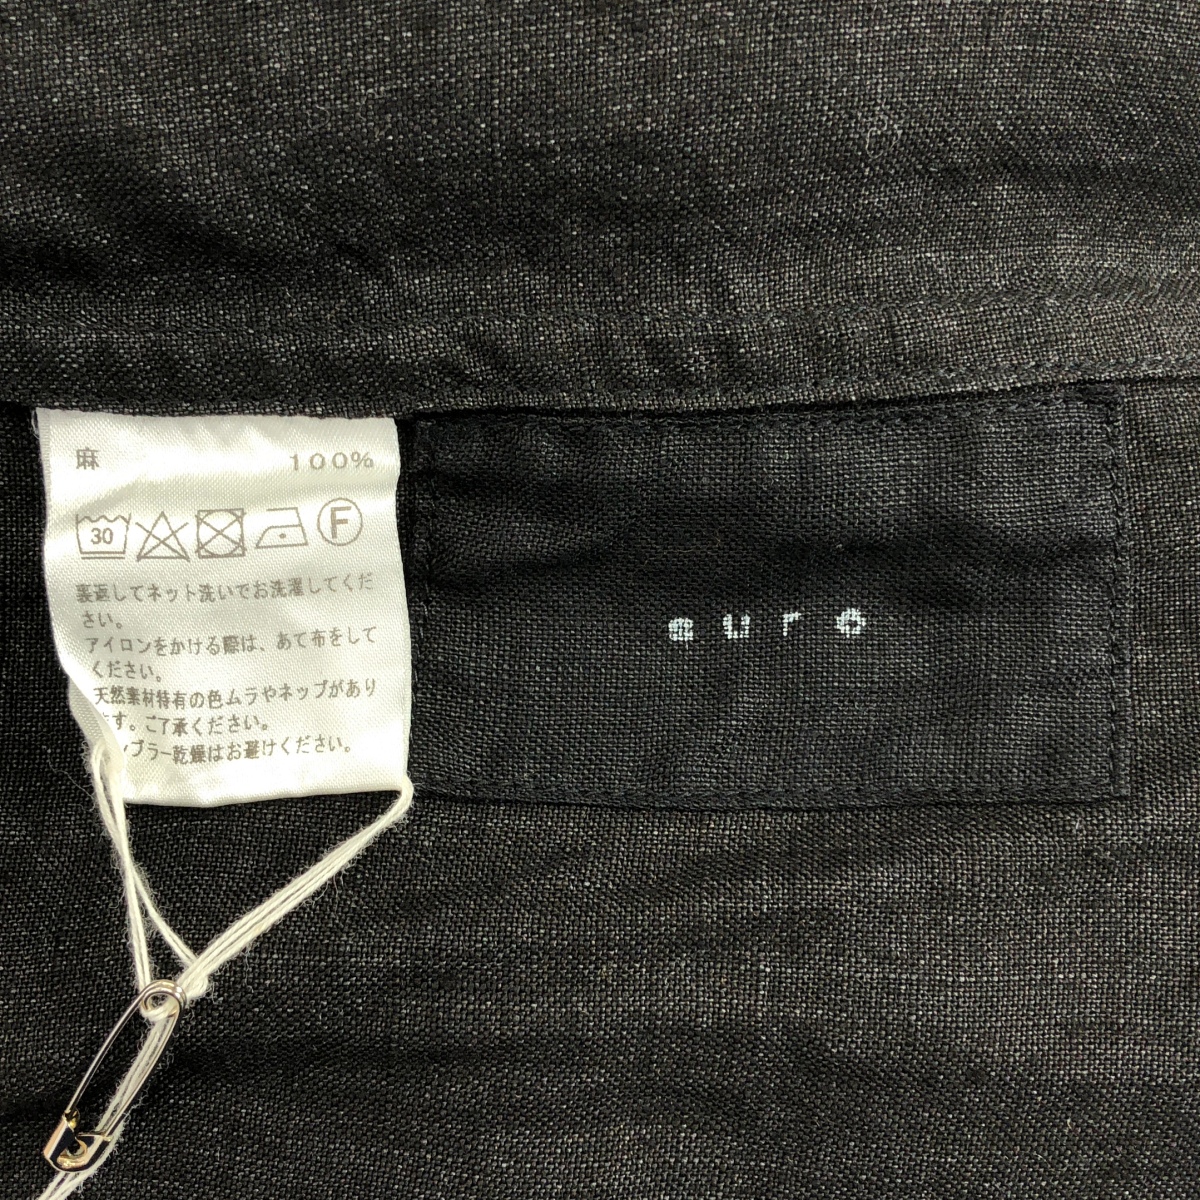 麻 100%
30 F
裏返してネット洗いでお洗濯してくだ
さい。
アイロンをかける際は、あて布をして
ください。
天然素材特有の色ムラやネップがあり
ます。ご了承ください。
タンブラー乾燥はお避けください。
auro